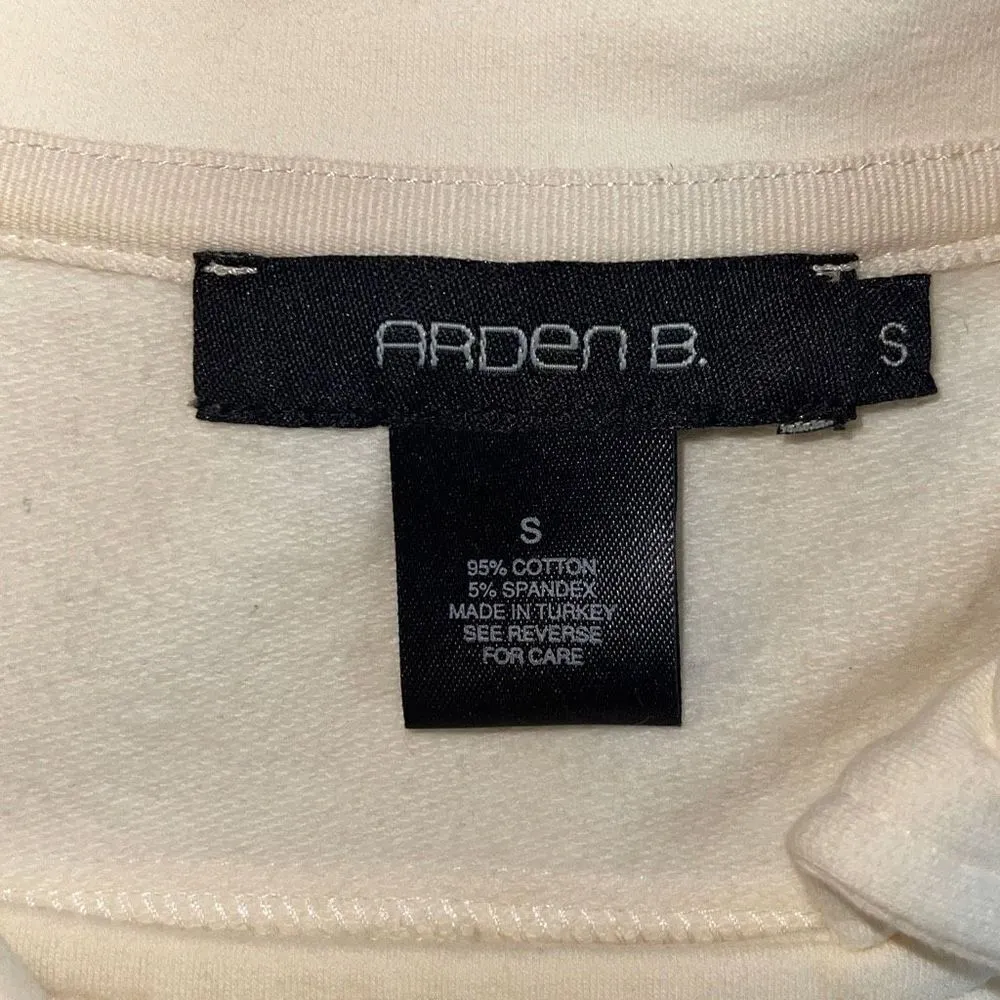 ARDEN B.
S
S
95% COTTON
5% SPANDEX
MADE IN TURKEY
SEE REVERSE
FOR CARE